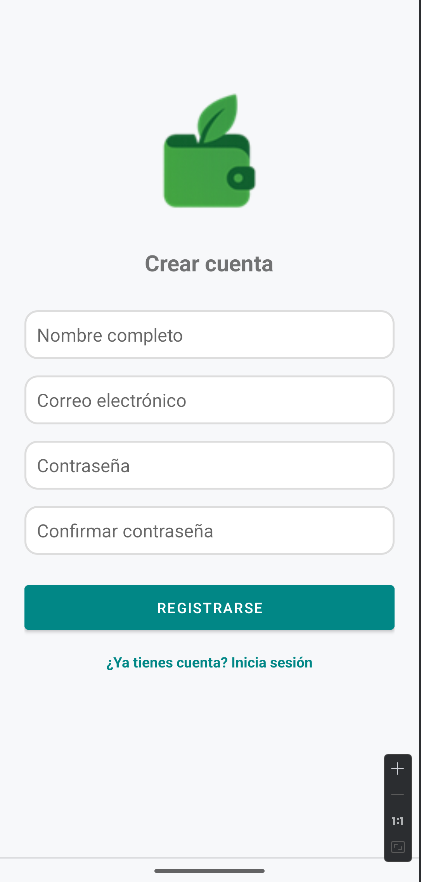 Crear cuenta
Nombre completo
Correo electrónico
Contraseña
Confirmar contraseña
REGISTRARSE
¿Ya tienes cuenta? Inicia sesión
1:1